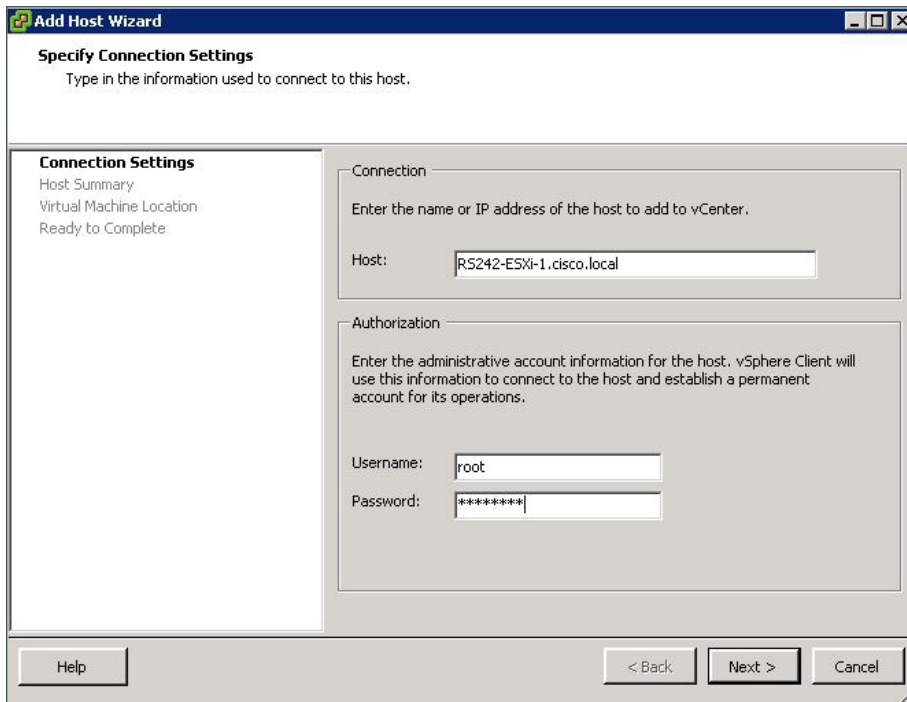 Add Host Wizard
Specify Connection Settings
Type in the information used to connect to this host.
Connection Settings
Host Summary
Virtual Machine Location
Ready to Complete
Connection
Enter the name or IP address of the host to add to vCenter.
Host: RS242-ESXi-1.cisco.local
Authorization
Enter the administrative account information for the host. vSphere Client will
use this information to connect to the host and establish a permanent
account for its operations.
Username: root
Password: ********
Help < Back Next > Cancel